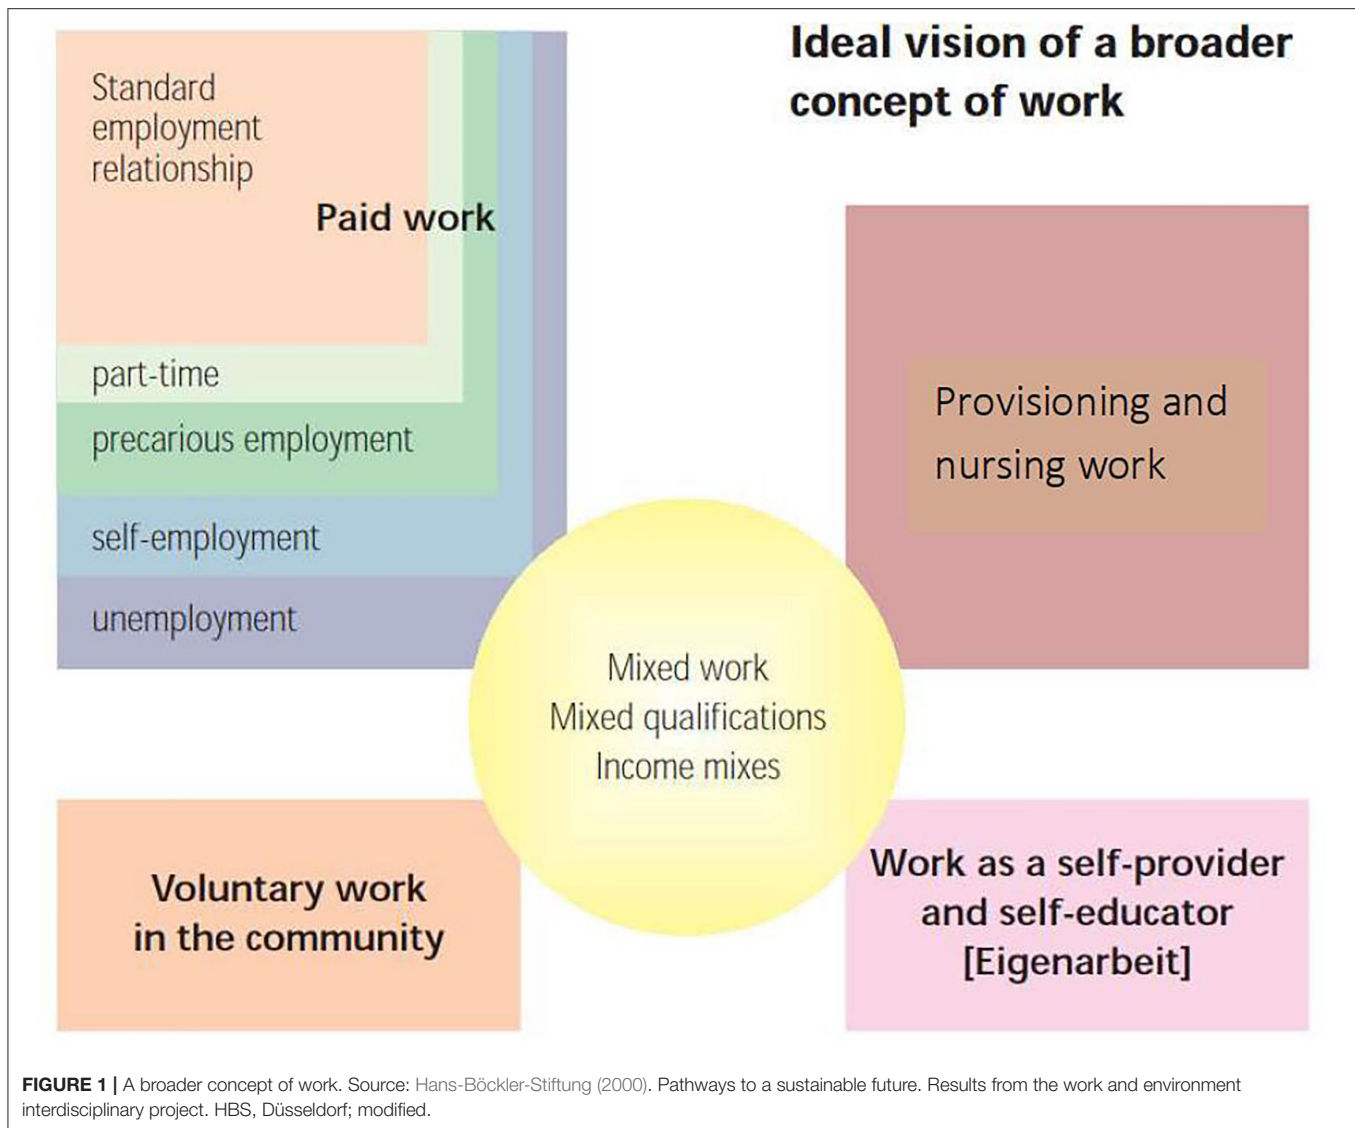 Ideal vision of a broader
concept of work
Standard
employment
relationship
Paid work
part-time
precarious employment
self-employment
unemployment
Provisioning and
nursing work
Mixed work
Mixed qualifications
Income mixes
Voluntary work
in the community
Work as a self-provider
and self-educator
[Eigenarbeit]
FIGURE 1 | A broader concept of work. Source: Hans-Böckler-Stiftung (2000). Pathways to a sustainable future. Results from the work and environment
interdisciplinary project. HBS, Düsseldorf; modified.